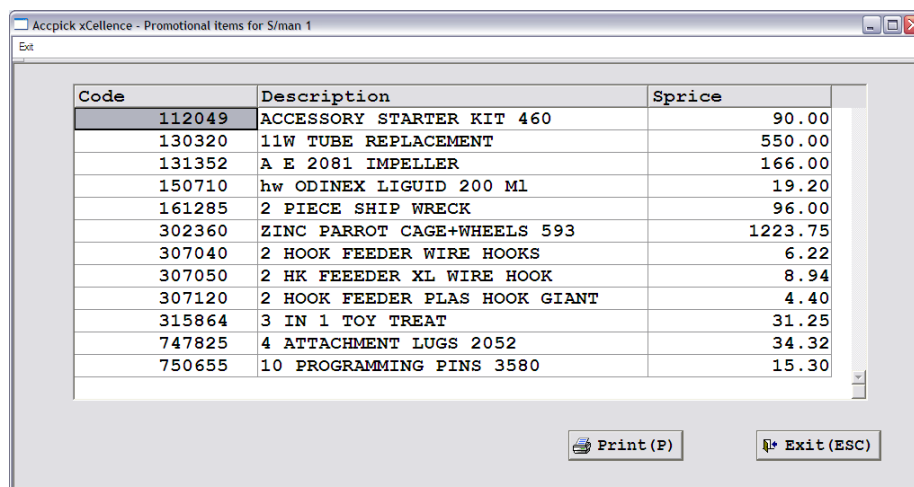 Accpick xCellence - Promotional items for S/man 1
Exit
Code Description Sprice
112049 ACCESSORY STARTER KIT 460 90.00
130320 11W TUBE REPLACEMENT 550.00
131352 A E 2081 IMPELLER 166.00
150710 hw ODINEX LIGUID 200 Ml 19.20
161285 2 PIECE SHIP WRECK 96.00
302360 ZINC PARROT CAGE+WHEELS 593 1223.75
307040 2 HOOK FEEDER WIRE HOOKS 6.22
307050 2 HK FEEEDER XL WIRE HOOK 8.94
307120 2 HOOK FEEDER PLAS HOOK GIANT 4.40
315864 3 IN 1 TOY TREAT 31.25
747825 4 ATTACHMENT LUGS 2052 34.32
750655 10 PROGRAMMING PINS 3580 15.30
Print(P) Exit(ESC)